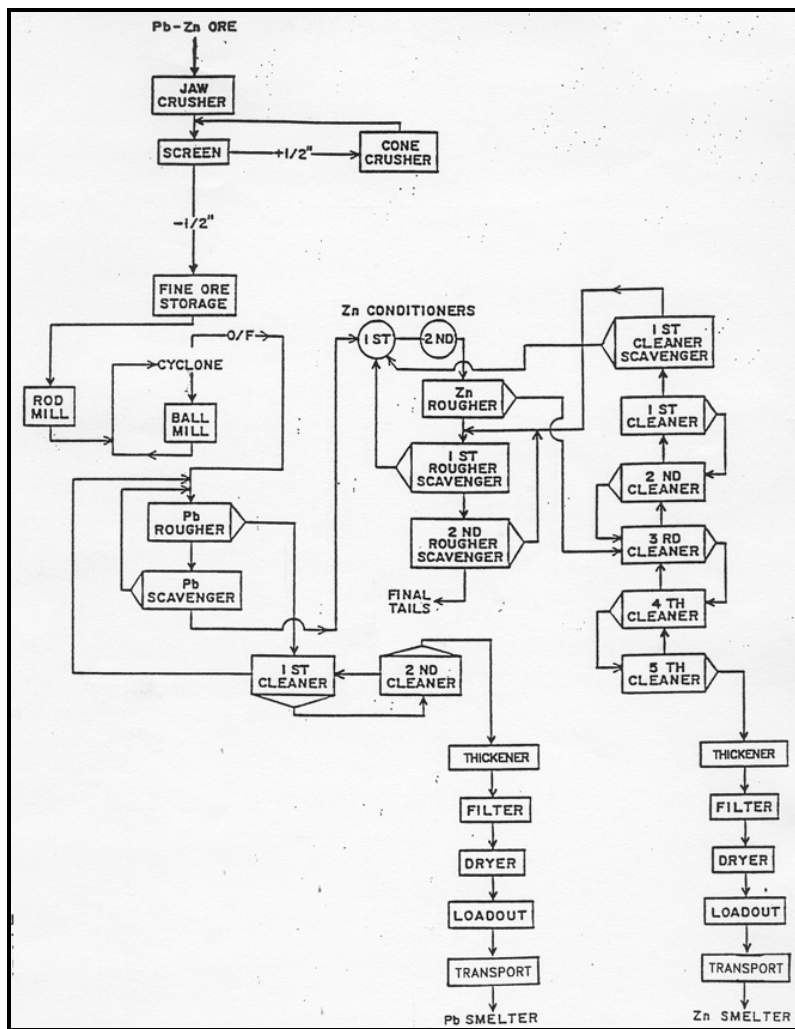 Pb-Zn ORE
JAW
CRUSHER
SCREEN
+1/2"
CONE
CRUSHER
-1/2"
FINE ORE
STORAGE
O/F
CYCLONE
ROD
MILL
BALL
MILL
Pb
ROUGHER
Pb
SCAVENGER
1 ST
CLEANER
2 ND
CLEANER
THICKENER
FILTER
DRYER
LOADOUT
TRANSPORT
Pb SMELTER
Zn CONDITIONERS
1 ST
2 ND
Zn
ROUGHER
1 ST
ROUGHER
SCAVENGER
2 ND
ROUGHER
SCAVENGER
FINAL
TAILS
1 ST
CLEANER
SCAVENGER
1 ST
CLEANER
2 ND
CLEANER
3 RD
CLEANER
4 TH
CLEANER
5 TH
CLEANER
THICKENER
FILTER
DRYER
LOADOUT
TRANSPORT
Zn SMELTER